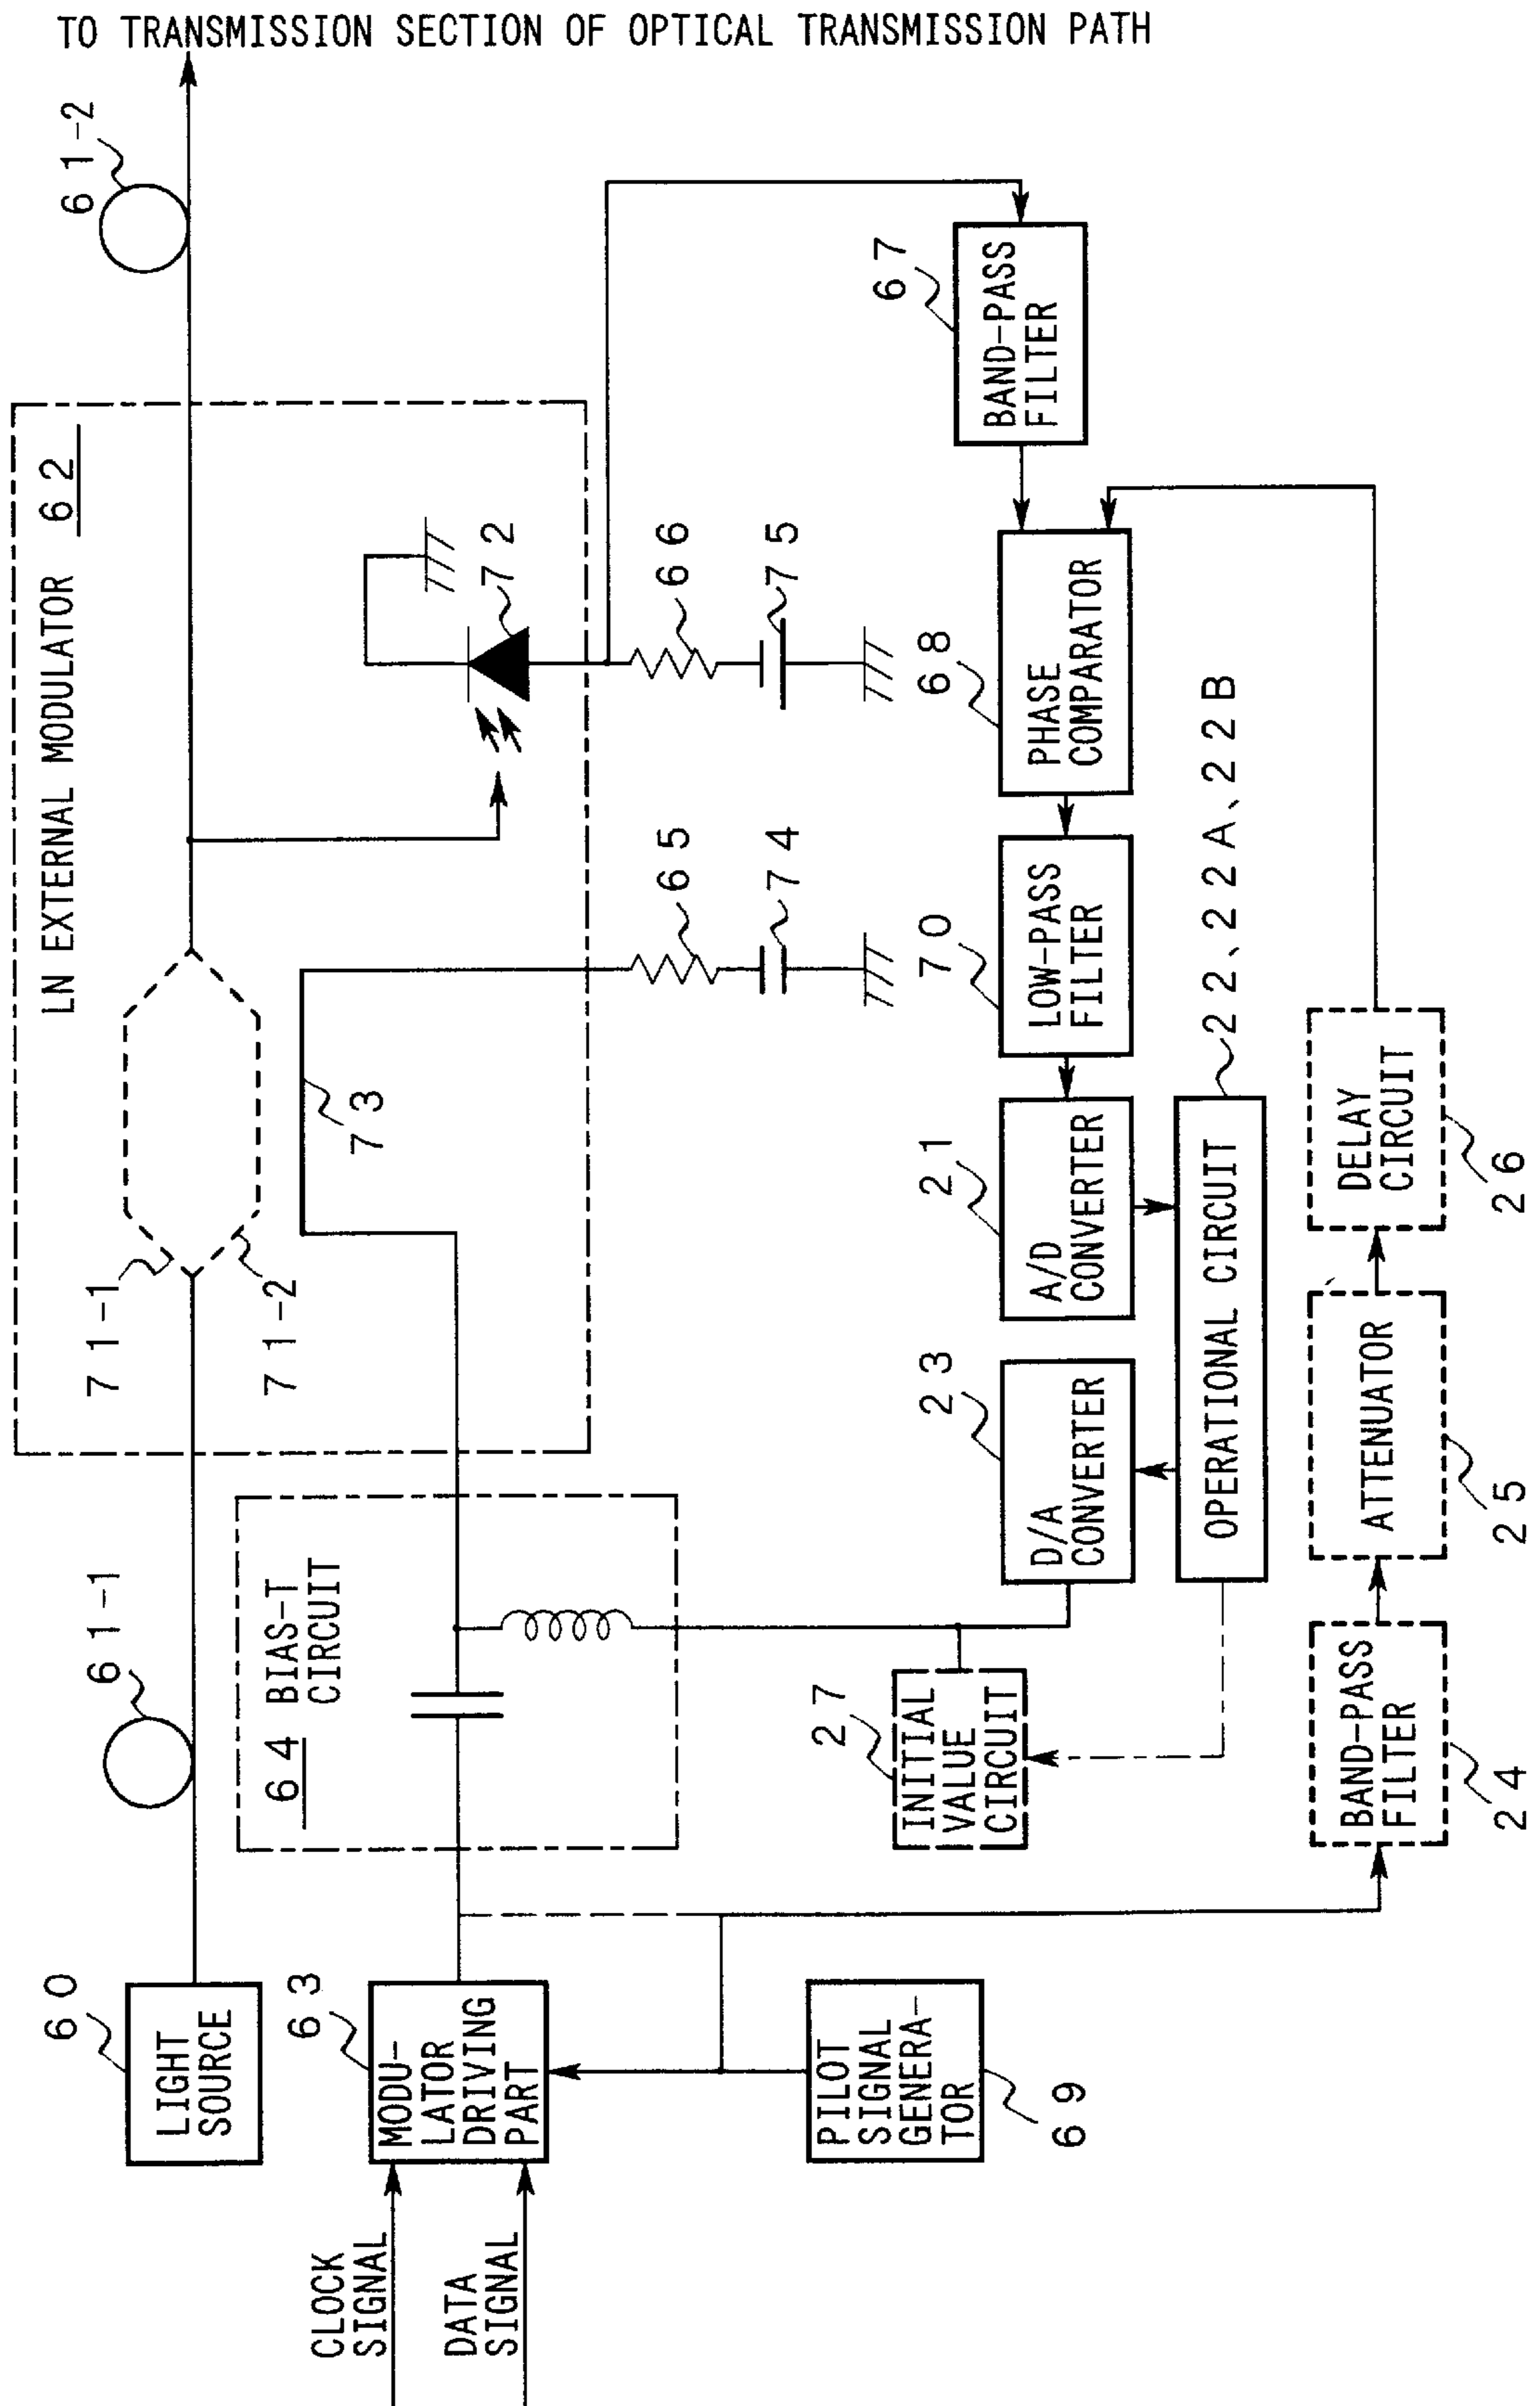 TO TRANSMISSION SECTION OF OPTICAL TRANSMISSION PATH
60
LIGHT
SOURCE
61-1
71-1
71-2
LN EXTERNAL MODULATOR 62
61-2
CLOCK
SIGNAL
DATA
SIGNAL
63
MODU-
LATOR
DRIVING
PART
64 BIAS-T
CIRCUIT
73
72
65
74
66
75
PILOT
SIGNAL
GENERA-
TOR
69
27
INITIAL
VALUE
CIRCUIT
23
D/A
CONVERTER
21
A/D
CONVERTER
70
LOW-PASS
FILTER
68
PHASE
COMPARATOR
67
BAND-PASS
FILTER
OPERATIONAL CIRCUIT
22、22A、22B
BAND-PASS
FILTER
24
ATTENUATOR
25
DELAY
CIRCUIT
26